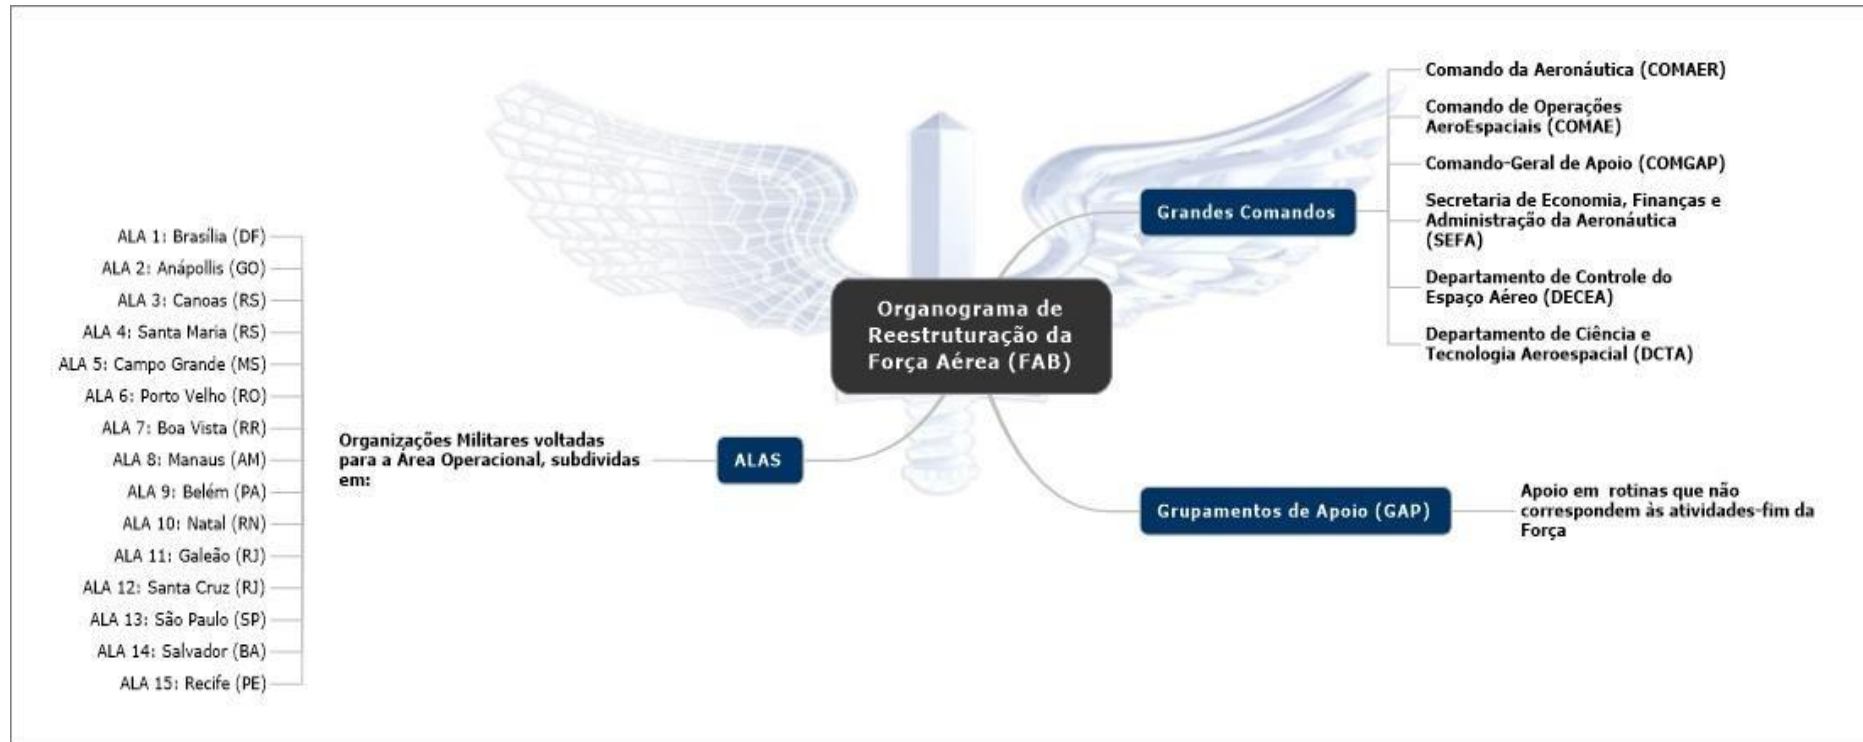 Organograma de
Reestruturação da
Força Aérea (FAB)
Grandes Comandos
Comando da Aeronáutica (COMAER)
Comando de Operações
AeroEspaciais (COMAE)
Comando-Geral de Apoio (COMGAP)
Secretaria de Economia, Finanças e
Administração da Aeronáutica
(SEFA)
Departamento de Controle do
Espaço Aéreo (DECEA)
Departamento de Ciência e
Tecnologia Aeroespacial (DCTA)
Grupamentos de Apoio (GAP)
Apoio em rotinas que não
correspondem às atividades-fim da
Força
ALAS
Organizações Militares voltadas
para a Área Operacional, subdividas
em:
ALA 1: Brasília (DF)
ALA 2: Anápollis (GO)
ALA 3: Canoas (RS)
ALA 4: Santa Maria (RS)
ALA 5: Campo Grande (MS)
ALA 6: Porto Velho (RO)
ALA 7: Boa Vista (RR)
ALA 8: Manaus (AM)
ALA 9: Belém (PA)
ALA 10: Natal (RN)
ALA 11: Galeão (RJ)
ALA 12: Santa Cruz (RJ)
ALA 13: São Paulo (SP)
ALA 14: Salvador (BA)
ALA 15: Recife (PE)